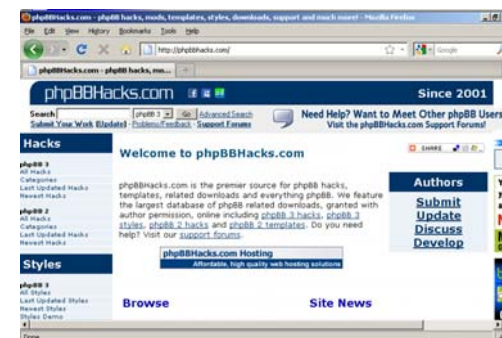 phpBBHacks.com - phpBB hacks, mods, templates, styles, downloads, support and much more! - Mozilla Firefox
File Edit View History Bookmarks Tools Help
http://phpbbhacks.com/
Google
phpBBHacks.com - phpBB hacks, mo...
phpBBHacks.com
Since 2001
Search phpBB 3 Go Advanced Search
Submit Your Work (Update) - Problems/Feedback - Support Forums
Need Help? Want to Meet Other phpBB Users
Visit the phpBBHacks.com Support Forums!
Hacks
phpBB 3
All Hacks
Categories
Last Updated Hacks
Newest Hacks
phpBB 2
All Hacks
Categories
Last Updated Hacks
Newest Hacks
Styles
phpBB 3
All Styles
Last Updated Styles
Newest Styles
Styles Demo
SHARE
Welcome to phpBBHacks.com
phpBBHacks.com is the premier source for phpBB hacks,
templates, related downloads and everything phpBB. We feature
the largest database of phpBB related downloads, granted with
author permission, online including phpBB 3 hacks, phpBB 3
styles, phpBB 2 hacks and phpBB 2 templates. Do you need
help? Visit our support forums.
phpBBHacks.com Hosting
Affordable, high quality web hosting solutions
Authors
Submit
Update
Discuss
Develop
Browse
Site News
Done